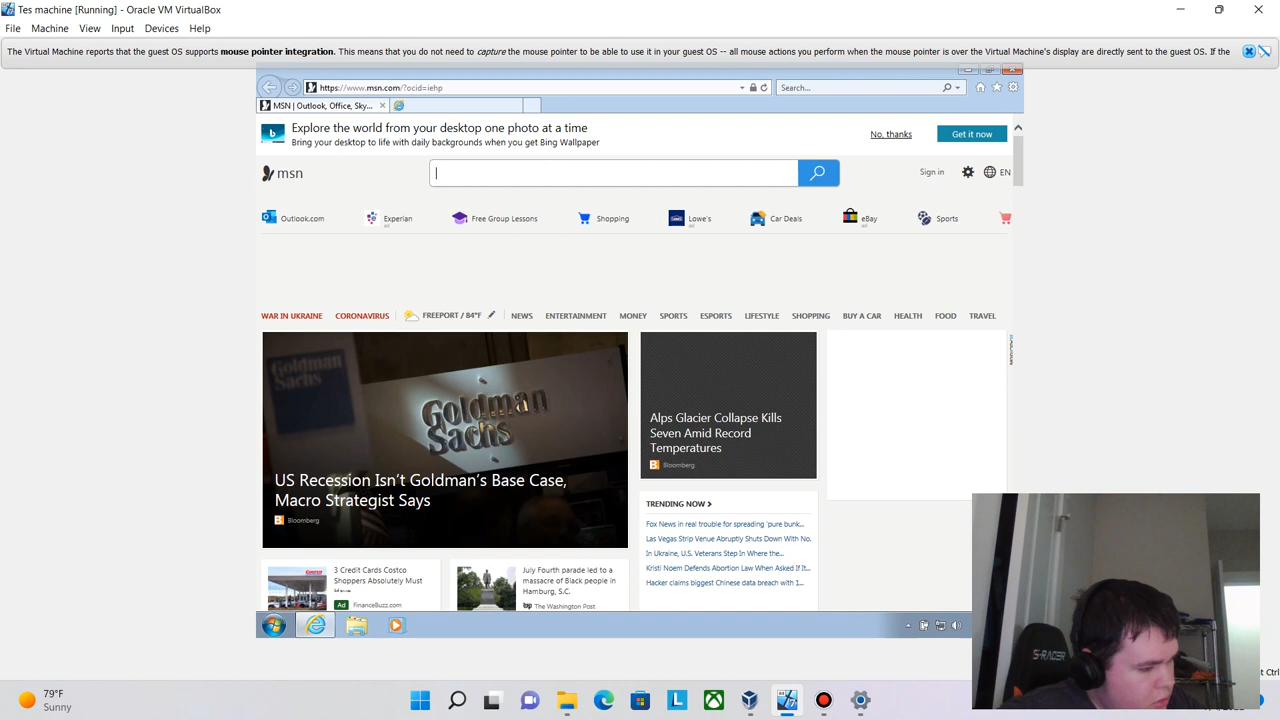 Tes machine [Running] - Oracle VM VirtualBox
File Machine View Input Devices Help
The Virtual Machine reports that the guest OS supports mouse pointer integration. This means that you do not need to capture the mouse pointer to be able to use it in your guest OS -- all mouse actions you perform when the mouse pointer is over the Virtual Machine's display are directly sent to the guest OS. If the
https://www.msn.com/?ocid=iehp
Search...
MSN | Outlook, Office, Sky...
Explore the world from your desktop one photo at a time
Bring your desktop to life with daily backgrounds when you get Bing Wallpaper
No, thanks
Get it now
msn
Sign in
EN
Outlook.com
Experian
ad
Free Group Lessons
Shopping
Lowe's
ad
Car Deals
eBay
ad
Sports
WAR IN UKRAINE CORONAVIRUS FREEPORT / 84°F NEWS ENTERTAINMENT MONEY SPORTS ESPORTS LIFESTYLE SHOPPING BUY A CAR HEALTH FOOD TRAVEL
Goldman
Sachs
Goldman
Sachs
US Recession Isn't Goldman's Base Case,
Macro Strategist Says
Bloomberg
Alps Glacier Collapse Kills
Seven Amid Record
Temperatures
Bloomberg
TRENDING NOW
Fox News in real trouble for spreading 'pure bunk...
Las Vegas Strip Venue Abruptly Shuts Down With No.
In Ukraine, U.S. Veterans Step In Where the...
Kristi Noem Defends Abortion Law When Asked If It...
Hacker claims biggest Chinese data breach with 1...
3 Credit Cards Costco
Shoppers Absolutely Must
Ad FinanceBuzz.com
July Fourth parade led to a
massacre of Black people in
Hamburg, S.C.
The Washington Post
S-RACER
Ctrl
79°F
Sunny